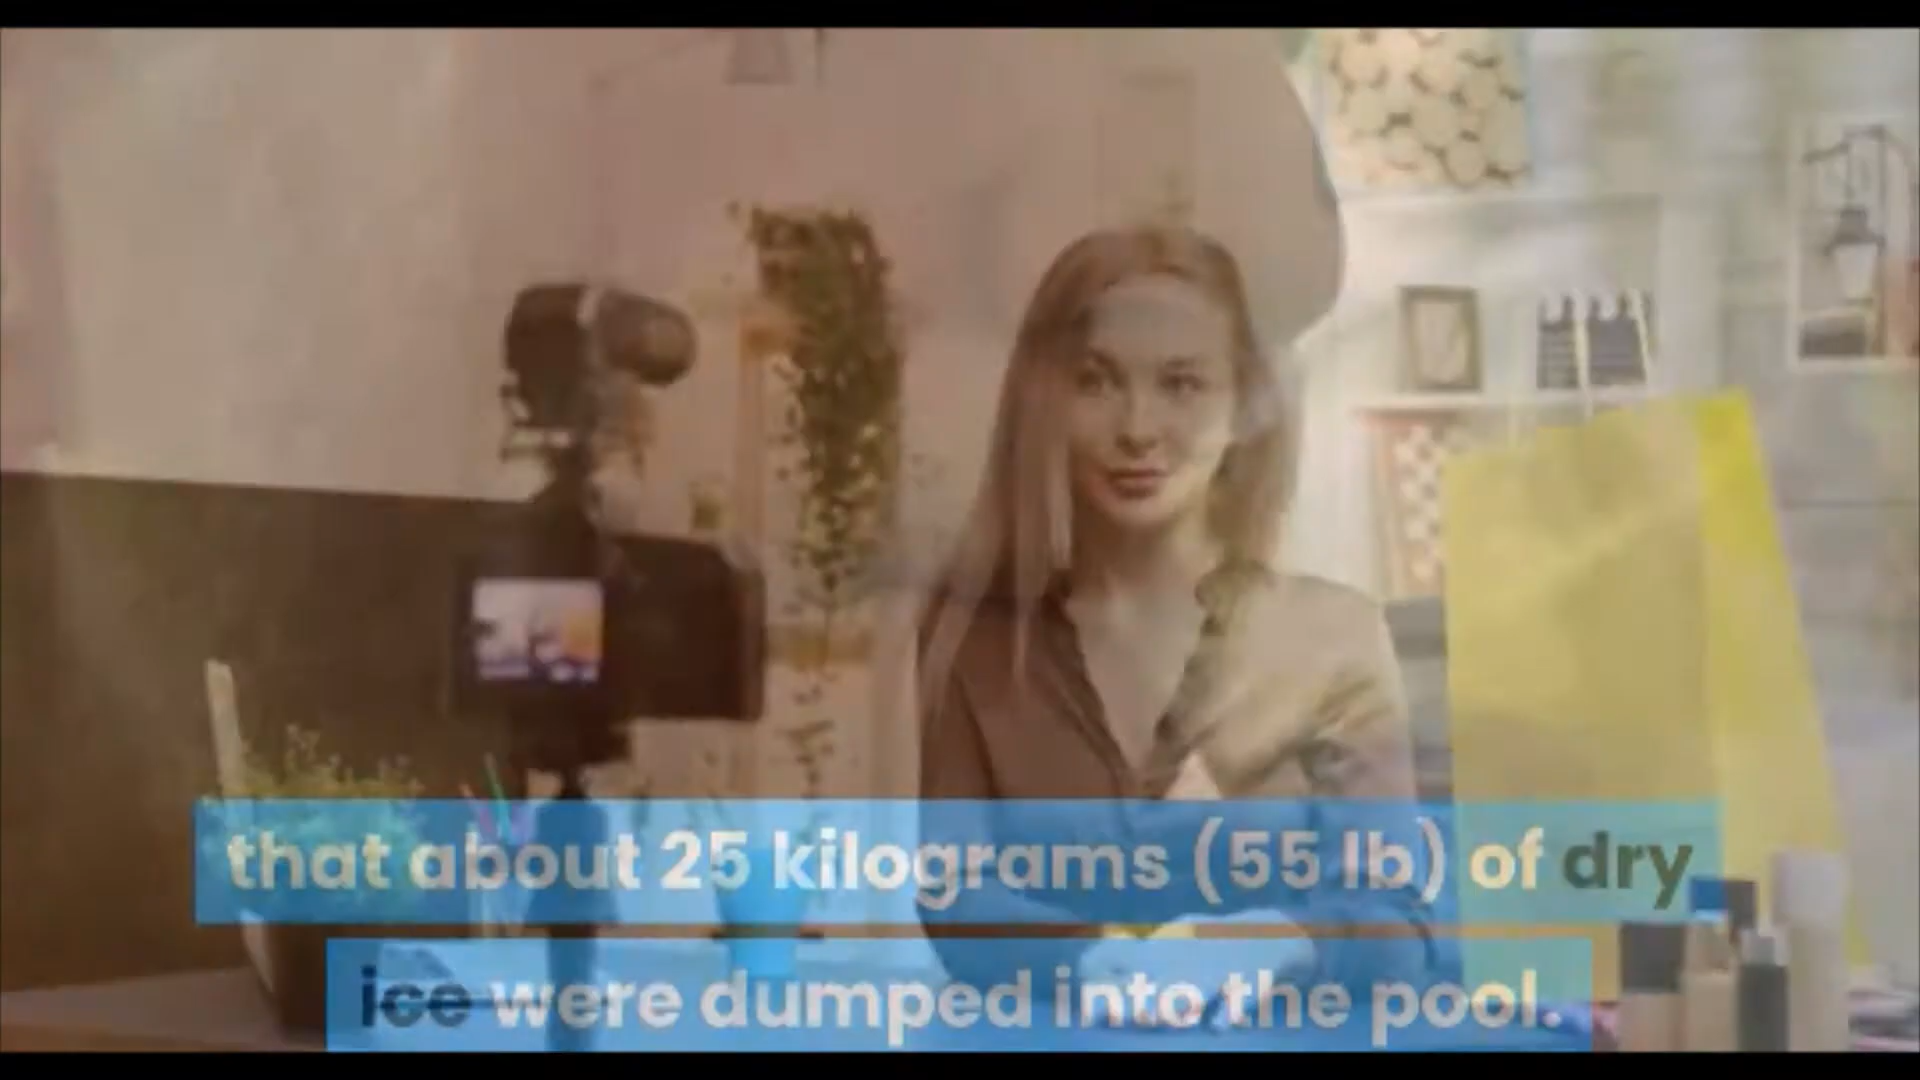 that about 25 kilograms (55 lb) of dry
ice were dumped into the pool.